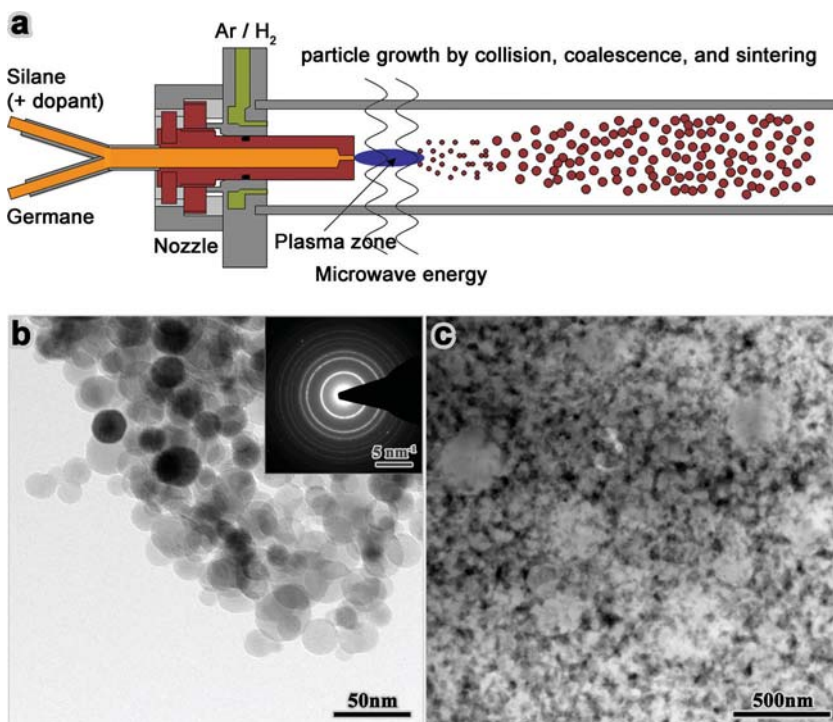 a
Ar / H2
particle growth by collision, coalescence, and sintering
Silane
(+ dopant)
Germane
Nozzle
Plasma zone
Microwave energy
b
5 nm-1
50nm
c
500nm